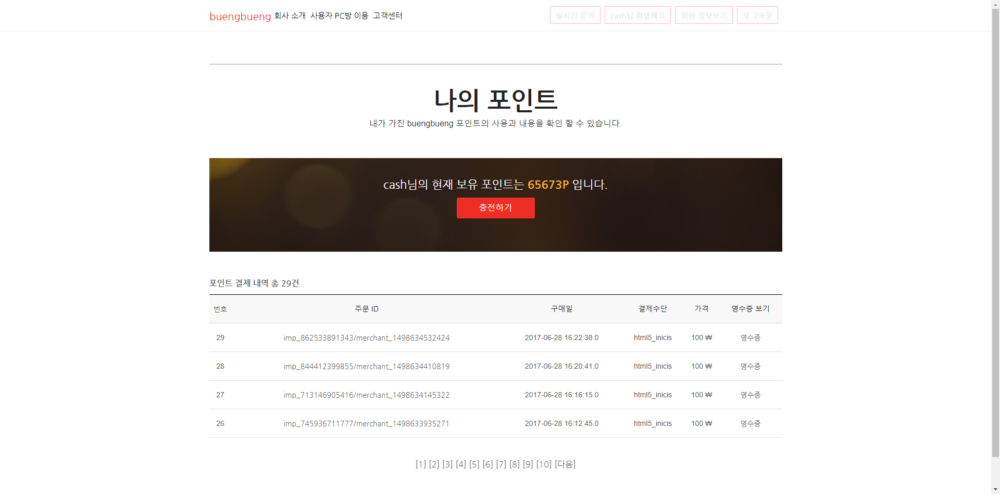 buengbueng 회사 소개 사용자 PC방 이용 고객센터 실시간 문의 cash님 환영해요 회원 정보보기 로그아웃
나의 포인트
내가 가진 buengbueng 포인트의 사용과 내용을 확인 할 수 있습니다.
cash님의 현재 보유 포인트는 65673P 입니다.
충전하기
포인트 결제 내역 총 29건
번호 주문 ID 구매일 결제수단 가격 영수증 보기
29 imp_862533891343/merchant_1498634532424 2017-06-28 16:22:38.0 html5_inicis 100 ₩ 영수증
28 imp_844412399855/merchant_1498634410819 2017-06-28 16:20:41.0 html5_inicis 100 ₩ 영수증
27 imp_713146905416/merchant_1498634145322 2017-06-28 16:16:15.0 html5_inicis 100 ₩ 영수증
26 imp_745936711777/merchant_1498633935271 2017-06-28 16:12:45.0 html5_inicis 100 ₩ 영수증
[1] [2] [3] [4] [5] [6] [7] [8] [9] [10] [다음]